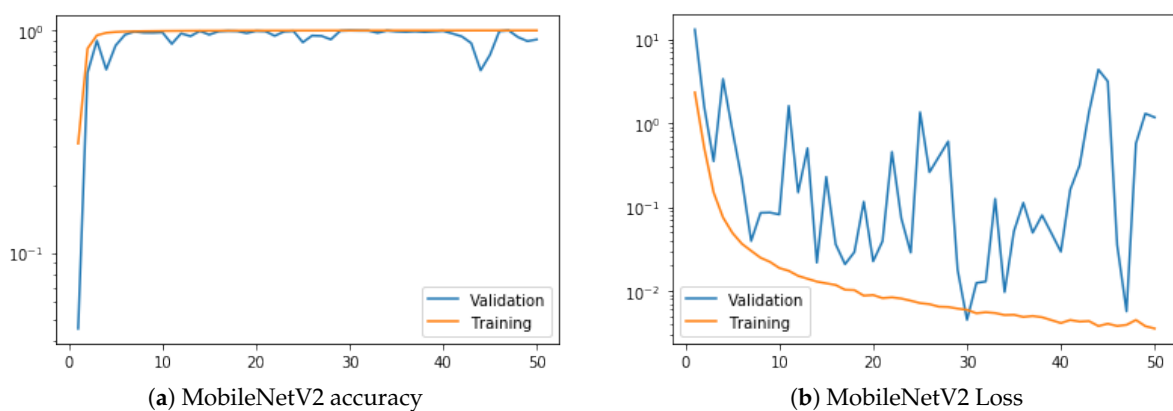 10⁰
10⁻¹
0 10 20 30 40 50
Validation
Training
(a) MobileNetV2 accuracy
10¹
10⁰
10⁻¹
10⁻²
0 10 20 30 40 50
Validation
Training
(b) MobileNetV2 Loss